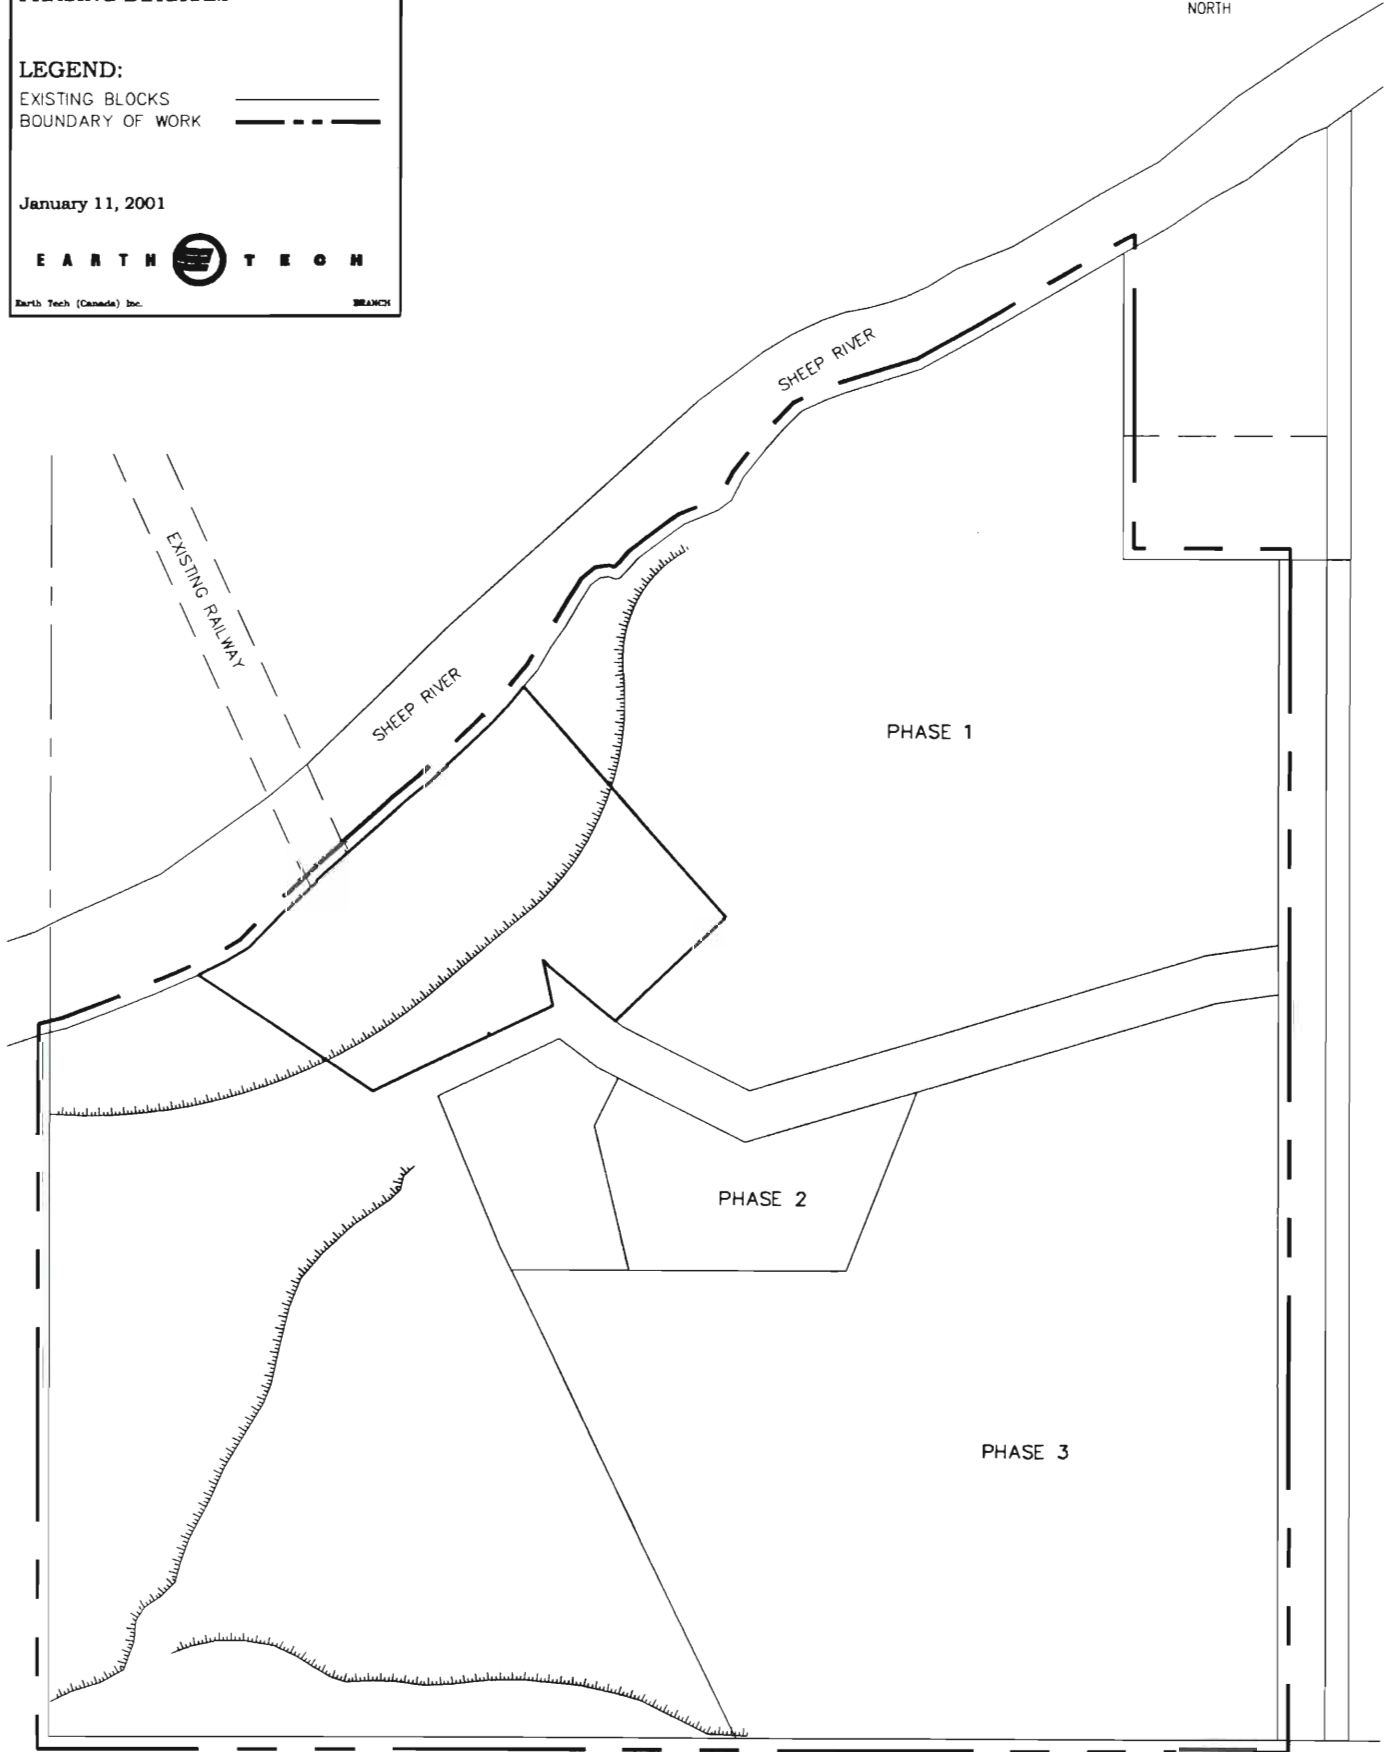 LEGEND:
EXISTING BLOCKS
BOUNDARY OF WORK
January 11, 2001
EARTH TECH
Earth Tech (Canada) Inc.
BRANCH
NORTH
SHEEP RIVER
EXISTING RAILWAY
SHEEP RIVER
PHASE 1
PHASE 2
PHASE 3